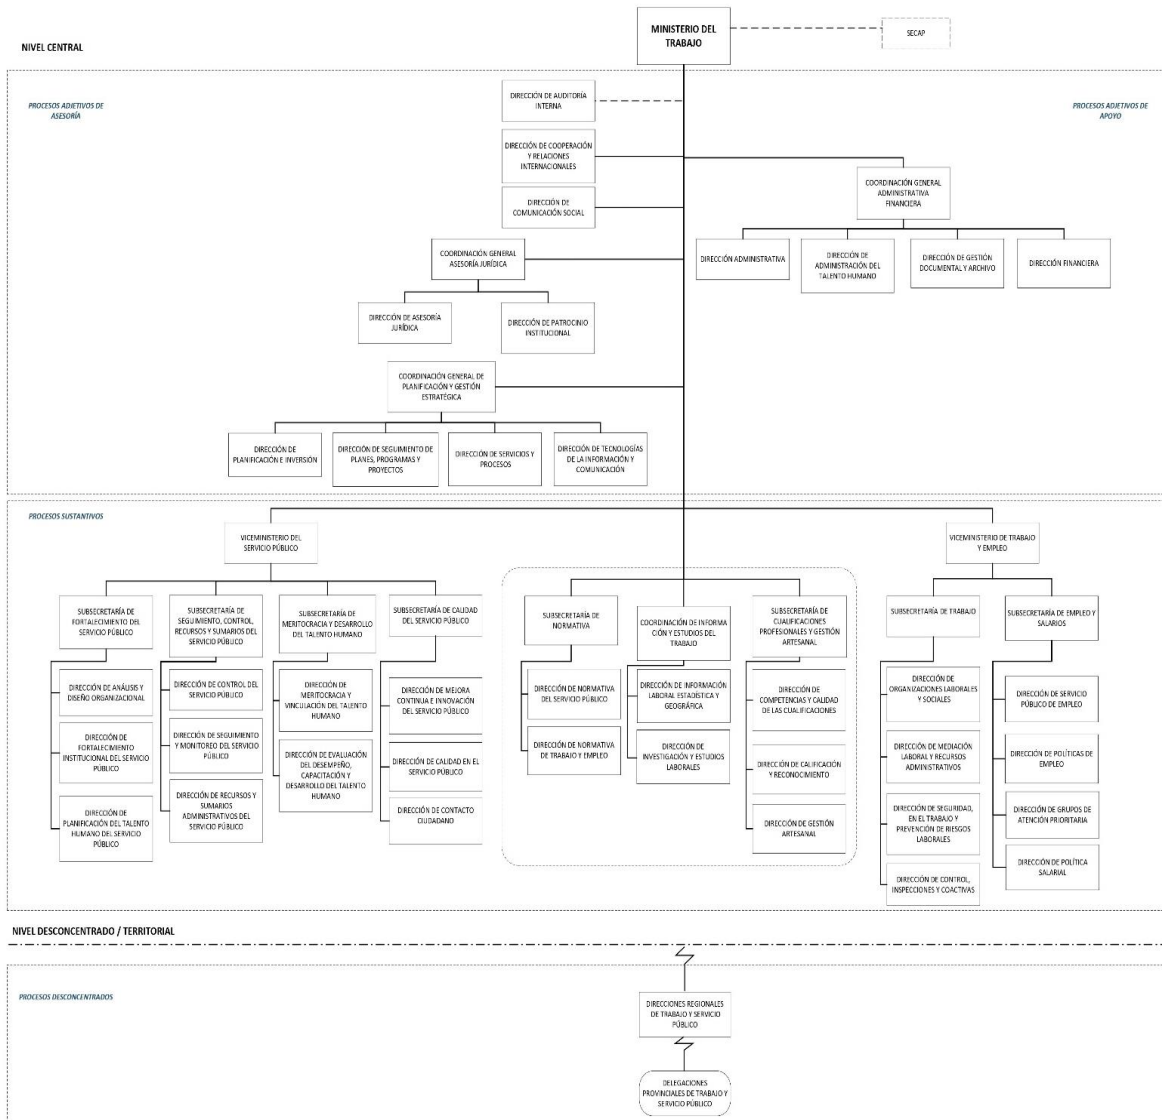 MINISTERIO DEL
TRABAJO
SECAP
NIVEL CENTRAL
PROCESOS ADJETIVOS DE
ASESORÍA
PROCESOS ADJETIVOS DE
APOYO
DIRECCIÓN DE AUDITORÍA
INTERNA
DIRECCIÓN DE COOPERACIÓN
Y RELACIONES
INTERNACIONALES
DIRECCIÓN DE
COMUNICACIÓN SOCIAL
COORDINACIÓN GENERAL
ADMINISTRATIVA
FINANCIERA
DIRECCIÓN ADMINISTRATIVA
DIRECCIÓN DE
ADMINISTRACIÓN DEL
TALENTO HUMANO
DIRECCIÓN DE GESTIÓN
DOCUMENTAL Y ARCHIVO
DIRECCIÓN FINANCIERA
COORDINACIÓN GENERAL
ASESORÍA JURÍDICA
DIRECCIÓN DE ASESORÍA
JURÍDICA
DIRECCIÓN DE PATROCINIO
INSTITUCIONAL
COORDINACIÓN GENERAL DE
PLANIFICACIÓN Y GESTIÓN
ESTRATÉGICA
DIRECCIÓN DE
PLANIFICACIÓN E INVERSIÓN
DIRECCIÓN DE SEGUIMIENTO DE
PLANES, PROGRAMAS Y
PROYECTOS
DIRECCIÓN DE SERVICIOS Y
PROCESOS
DIRECCIÓN DE TECNOLOGÍAS
DE LA INFORMACIÓN Y
COMUNICACIÓN
PROCESOS SUSTANTIVOS
VICEMINISTERIO DEL
SERVICIO PÚBLICO
VICEMINISTERIO DE TRABAJO
Y EMPLEO
SUBSECRETARÍA DE
FORTALECIMIENTO DEL
SERVICIO PÚBLICO
DIRECCIÓN DE ANÁLISIS Y
DISEÑO ORGANIZACIONAL
DIRECCIÓN DE
FORTALECIMIENTO
INSTITUCIONAL DEL SERVICIO
PÚBLICO
DIRECCIÓN DE
PLANIFICACIÓN DEL TALENTO
HUMANO DEL SERVICIO
PÚBLICO
SUBSECRETARÍA DE
SEGUIMIENTO, CONTROL,
RECURSOS Y SUMARIOS DEL
SERVICIO PÚBLICO
DIRECCIÓN DE CONTROL DEL
SERVICIO PÚBLICO
DIRECCIÓN DE SEGUIMIENTO
Y MONITOREO DEL SERVICIO
PÚBLICO
DIRECCIÓN DE RECURSOS Y
SUMARIOS
ADMINISTRATIVOS DEL
SERVICIO PÚBLICO
SUBSECRETARÍA DE
MERITOCRACIA Y DESARROLLO
DEL TALENTO HUMANO
DIRECCIÓN DE
MERITOCRACIA Y
VINCULACIÓN DEL TALENTO
HUMANO
DIRECCIÓN DE EVALUACIÓN
DEL DESEMPEÑO,
CAPACITACIÓN Y
DESARROLLO DEL TALENTO
HUMANO
SUBSECRETARÍA DE CALIDAD
DEL SERVICIO PÚBLICO
DIRECCIÓN DE MEJORA
CONTINUA E INNOVACIÓN
DEL SERVICIO PÚBLICO
DIRECCIÓN DE CALIDAD EN EL
SERVICIO PÚBLICO
DIRECCIÓN DE CONTACTO
CIUDADANO
SUBSECRETARÍA DE
NORMATIVA
DIRECCIÓN DE NORMATIVA
DEL SERVICIO PÚBLICO
DIRECCIÓN DE NORMATIVA
DE TRABAJO Y EMPLEO
COORDINACIÓN DE INFORMA
CIÓN Y ESTUDIOS DEL
TRABAJO
DIRECCIÓN DE INFORMACIÓN
LABORAL ESTADÍSTICA Y
GEOGRÁFICA
DIRECCIÓN DE
INVESTIGACIÓN Y ESTUDIOS
LABORALES
SUBSECRETARÍA DE
CUALIFICACIONES
PROFESIONALES Y GESTIÓN
ARTESANAL
DIRECCIÓN DE
COMPETENCIAS Y CALIDAD
DE LAS CUALIFICACIONES
DIRECCIÓN DE CALIFICACIÓN
Y RECONOCIMIENTO
DIRECCIÓN DE GESTIÓN
ARTESANAL
SUBSECRETARÍA DE TRABAJO
DIRECCIÓN DE
ORGANIZACIONES LABORALES
Y SOCIALES
DIRECCIÓN DE MEDIACIÓN
LABORAL Y RECURSOS
ADMINISTRATIVOS
DIRECCIÓN DE SEGURIDAD,
EN EL TRABAJO Y
PREVENCIÓN DE RIESGOS
LABORALES
DIRECCIÓN DE CONTROL,
INSPECCIONES Y COACTIVAS
SUBSECRETARÍA DE EMPLEO Y
SALARIOS
DIRECCIÓN DE SERVICIO
PÚBLICO DE EMPLEO
DIRECCIÓN DE POLÍTICAS DE
EMPLEO
DIRECCIÓN DE GRUPOS DE
ATENCIÓN PRIORITARIA
DIRECCIÓN DE POLÍTICA
SALARIAL
NIVEL DESCONCENTRADO / TERRITORIAL
PROCESOS DESCONCENTRADOS
DIRECCIONES REGIONALES
DE TRABAJO Y SERVICIO
PÚBLICO
DELEGACIONES
PROVINCIALES DE TRABAJO Y
SERVICIO PÚBLICO